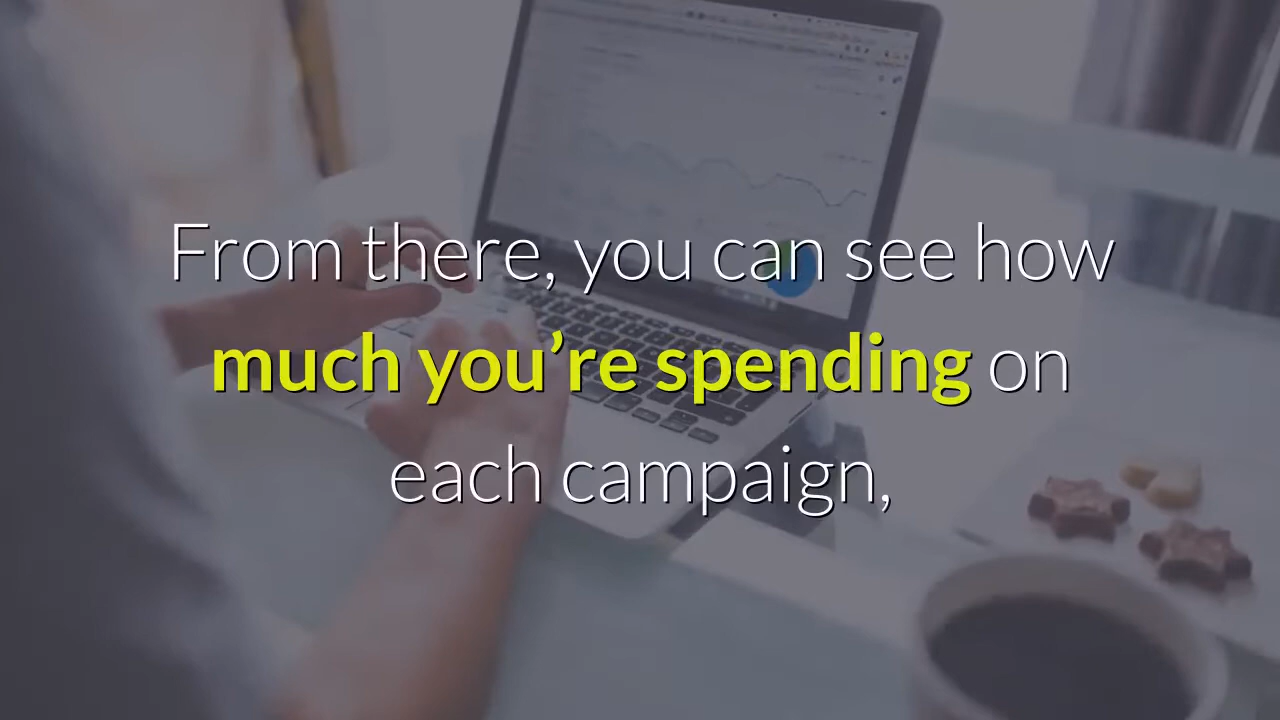 From there, you can see how
much you’re spending on
each campaign,